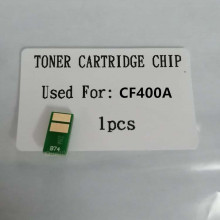 TONER CARTRIDGE CHIP
Used For: CF400A
1pcs